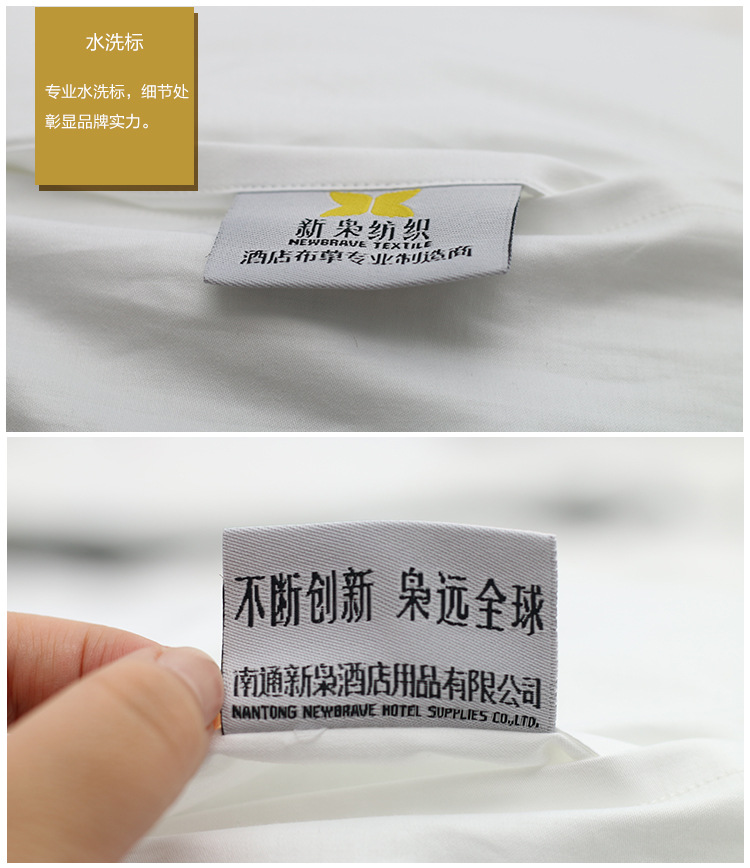 水洗标
专业水洗标，细节处
彰显品牌实力。
新枭纺织
NEWBRAVE TEXTILE
酒店布草专业制造商
不断创新 枭远全球
南通新枭酒店用品有限公司
NANTONG NEWBRAVE HOTEL SUPPLIES CO.,LTD.